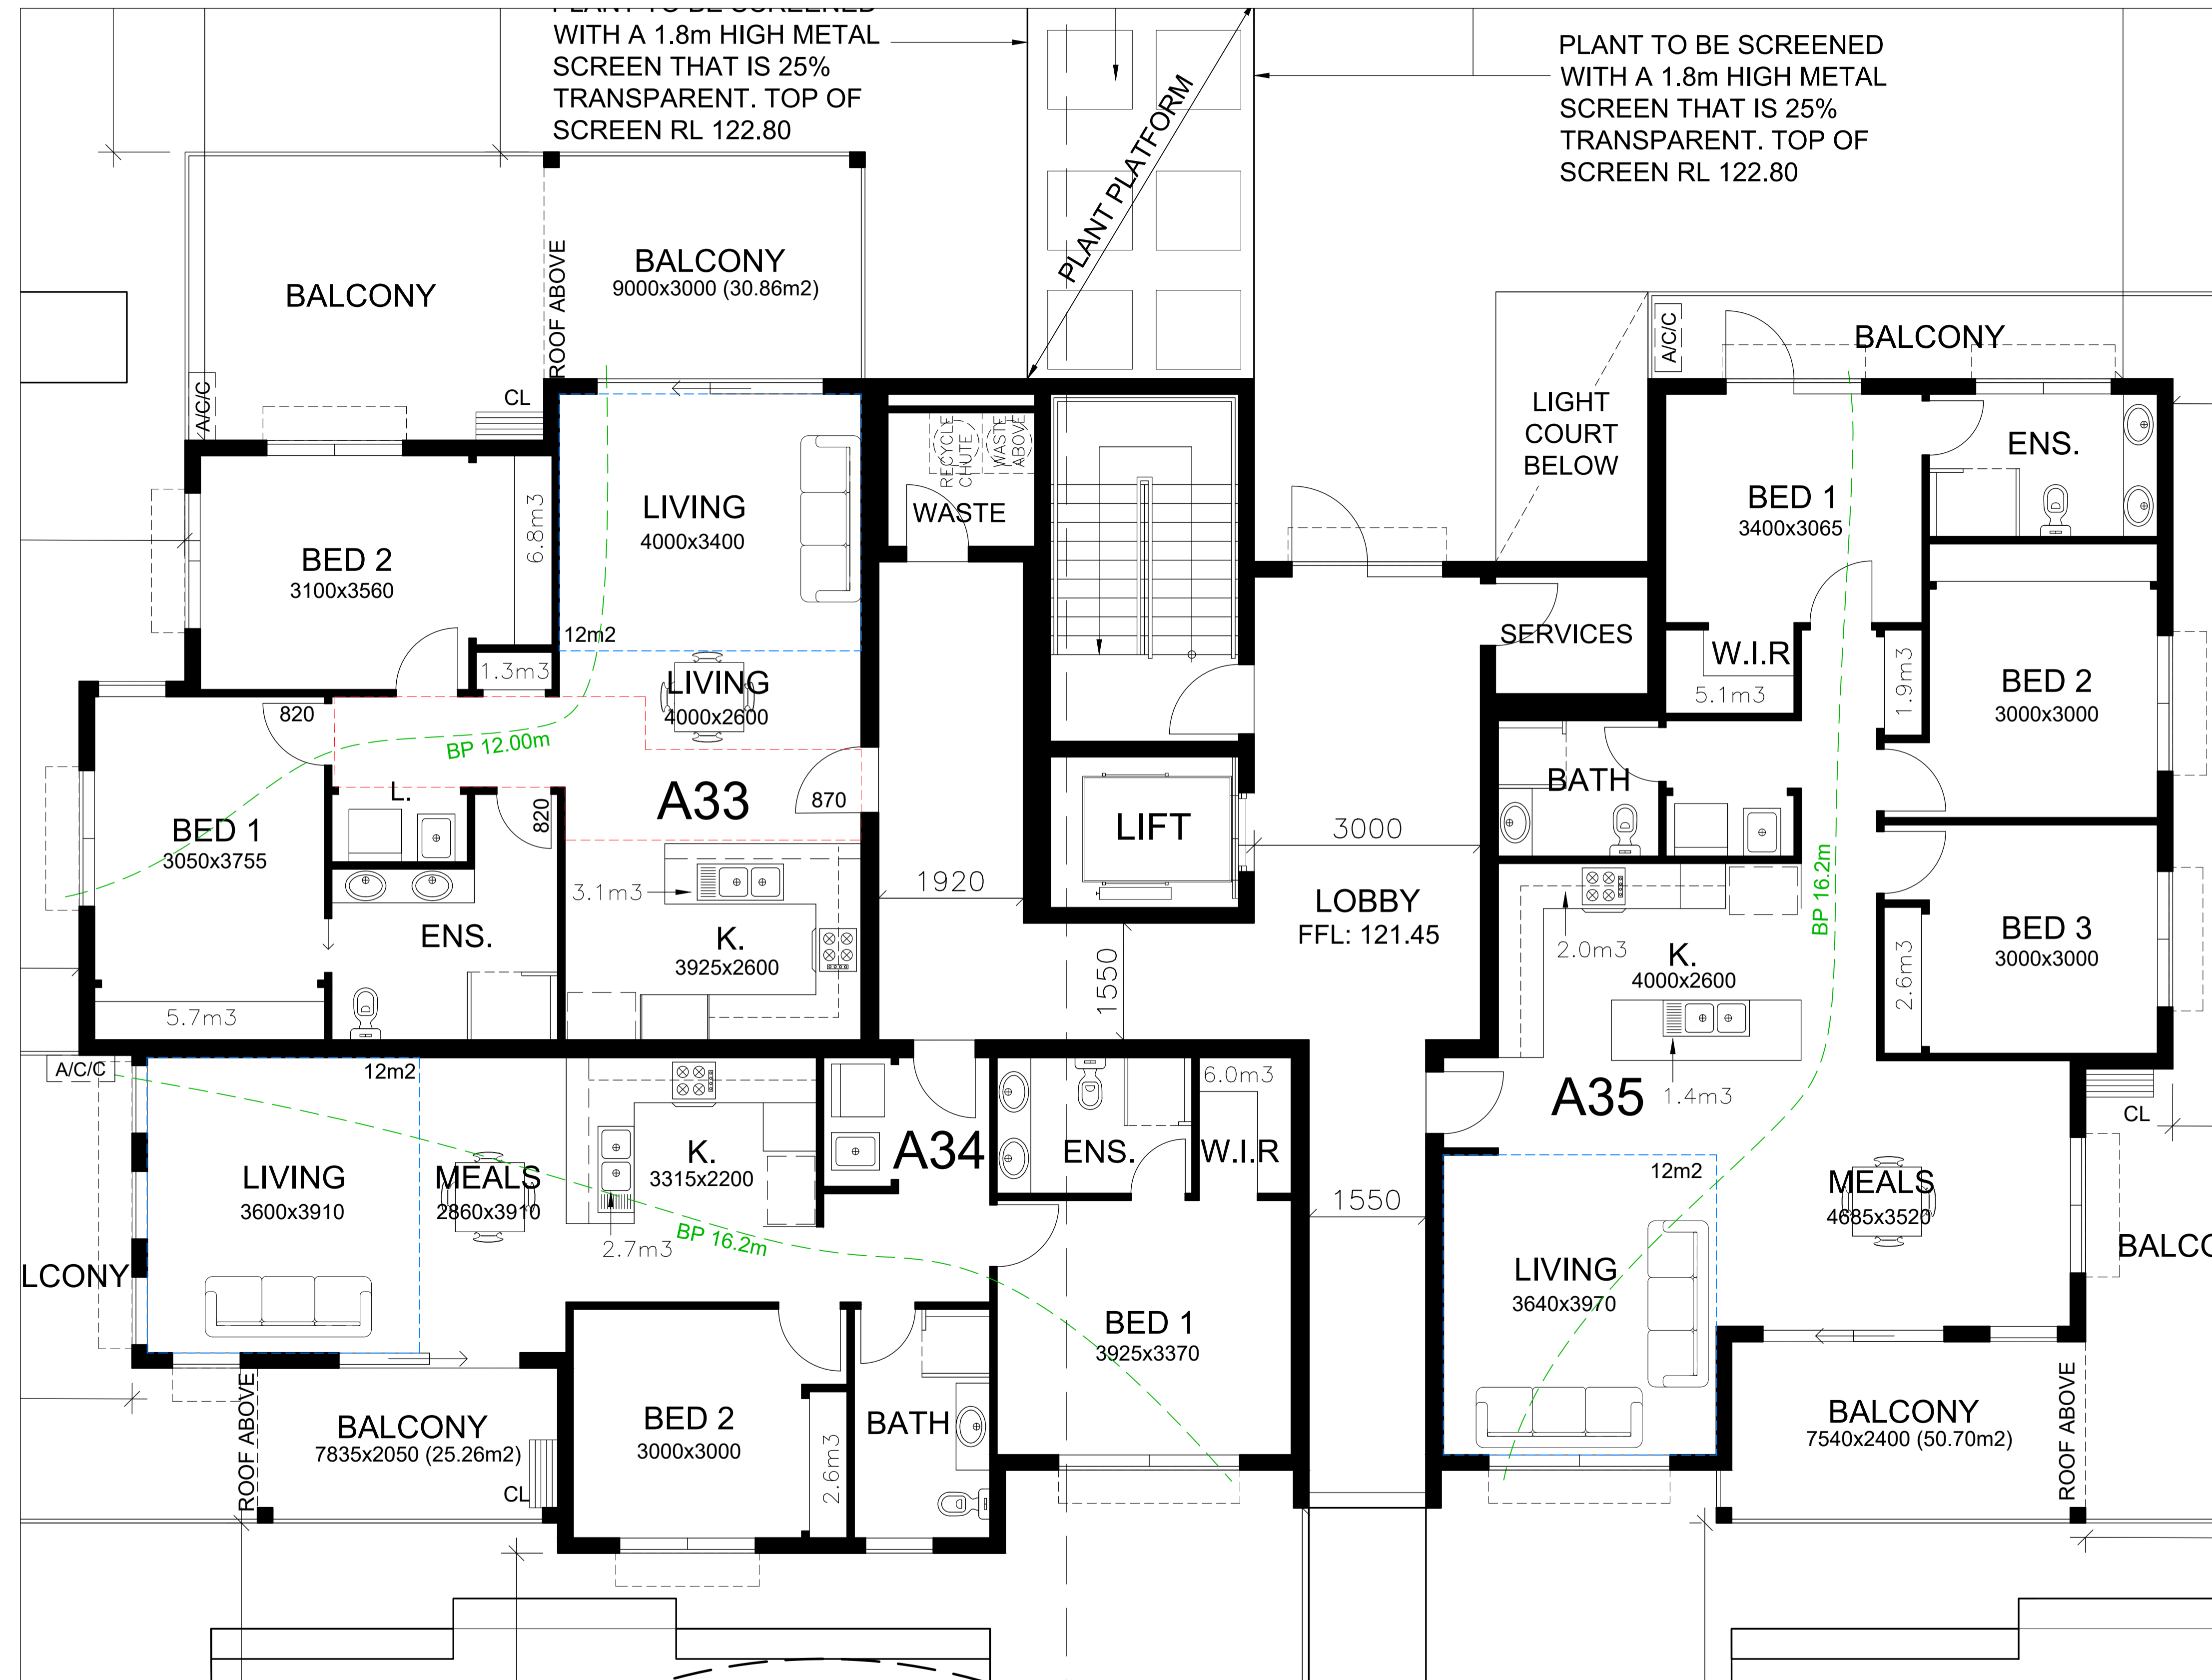 WITH A 1.8m HIGH METAL
SCREEN THAT IS 25%
TRANSPARENT. TOP OF
SCREEN RL 122.80
PLANT PLATFORM
PLANT TO BE SCREENED
WITH A 1.8m HIGH METAL
SCREEN THAT IS 25%
TRANSPARENT. TOP OF
SCREEN RL 122.80
BALCONY
ROOF ABOVE
BALCONY
9000x3000 (30.86m2)
A/C/C
CL
A/C/C
BALCONY
LIGHT
COURT
BELOW
BED 2
3100x3560
6.8m3
LIVING
4000x3400
12m2
RECYCLE
CHUTE
WASTE
ABOVE
WASTE
BED 1
3400x3065
ENS.
SERVICES
W.I.R
5.1m3
1.9m3
BED 2
3000x3000
1.3m3
LIVING
4000x2600
820
BP 12.00m
A33
870
L.
820
BED 1
3050x3755
3.1m3
ENS.
K.
3925x2600
5.7m3
1920
LIFT
3000
LOBBY
FFL: 121.45
1550
BATH
BP 16.2m
2.0m3
K.
4000x2600
2.6m3
BED 3
3000x3000
A35
1.4m3
A/C/C
12m2
LIVING
3600x3910
MEALS
2860x3910
K.
3315x2200
2.7m3
BP 16.2m
A34
ENS.
W.I.R
6.0m3
1550
12m2
MEALS
4685x3520
CL
BALCO
LIVING
3640x3970
LCONY
ROOF ABOVE
BALCONY
7835x2050 (25.26m2)
CL
BED 2
3000x3000
2.6m3
BATH
BED 1
3925x3370
BALCONY
7540x2400 (50.70m2)
ROOF ABOVE